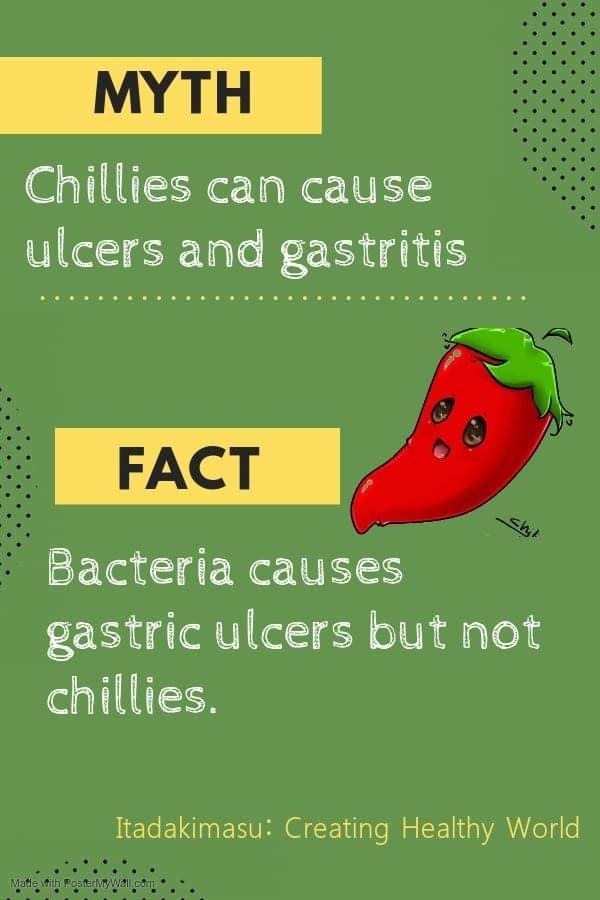 MYTH
Chillies can cause
ulcers and gastritis
FACT
Bacteria causes
gastric ulcers but not
chillies.
Itadakimasu: Creating Healthy World
Made with PosterMyWall.com